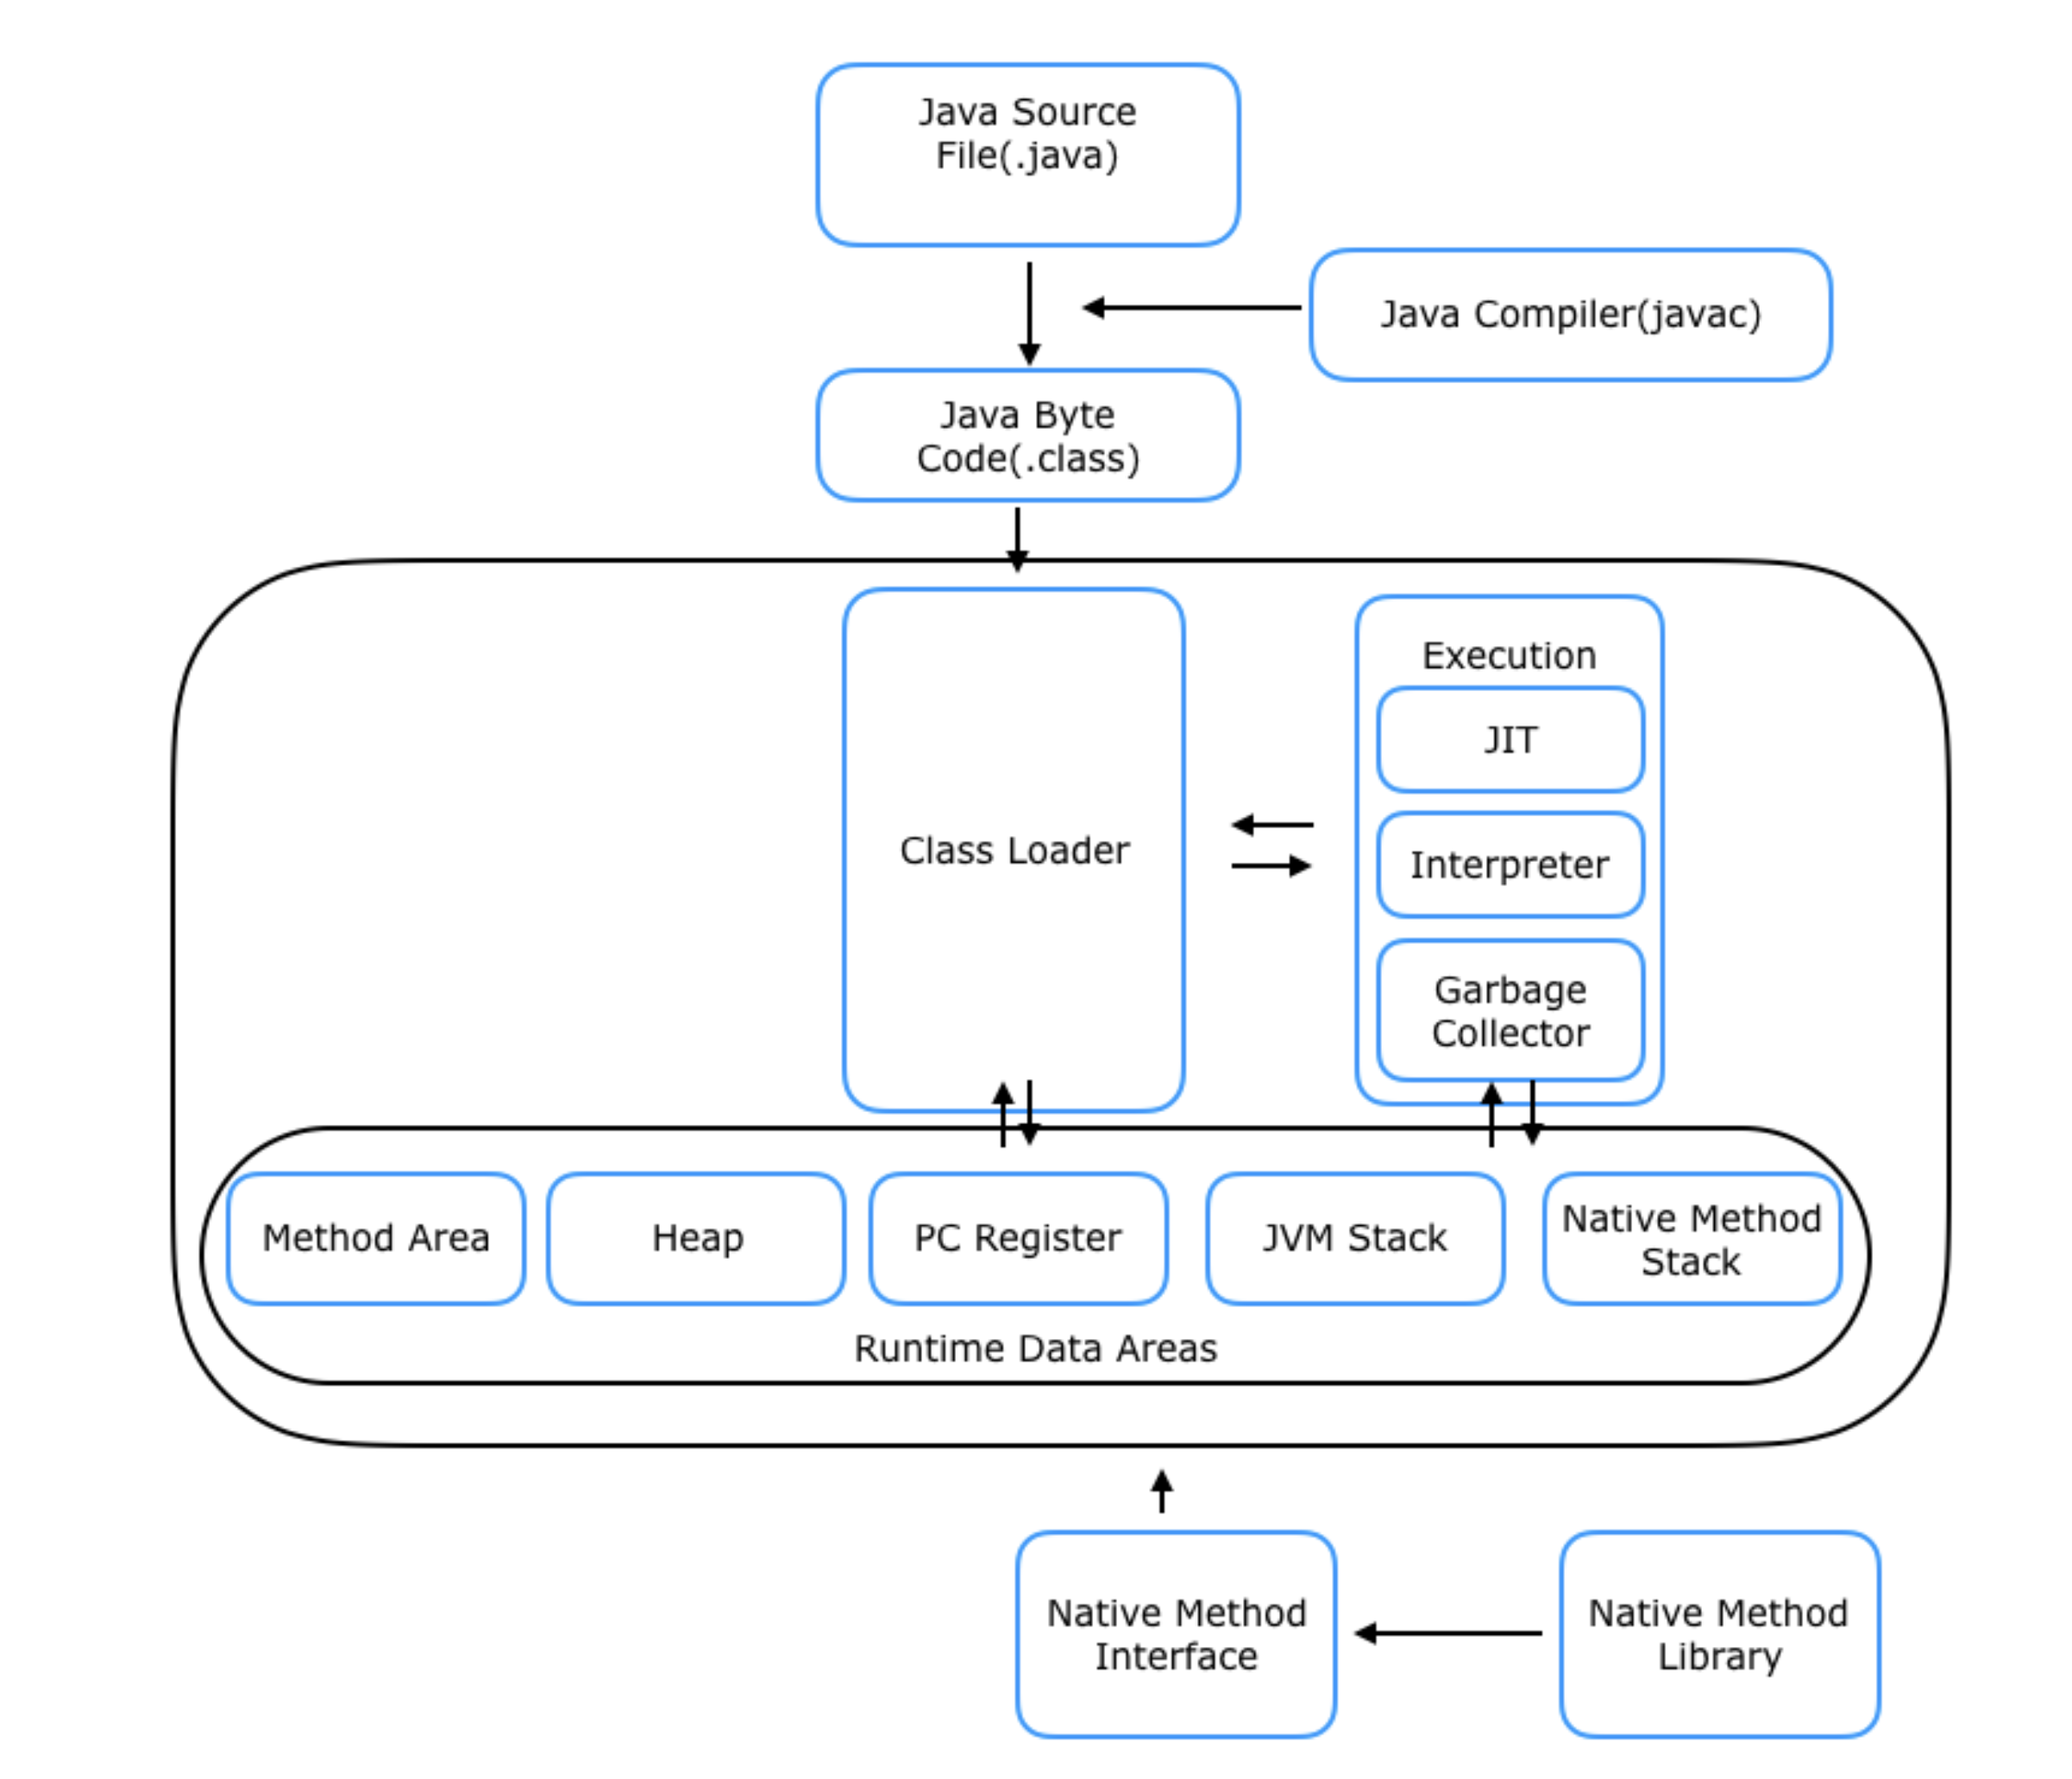 Java Source
File(.java)
Java Compiler(javac)
Java Byte
Code(.class)
Class Loader
Execution
JIT
Interpreter
Garbage
Collector
Method Area
Heap
PC Register
JVM Stack
Native Method
Stack
Runtime Data Areas
Native Method
Interface
Native Method
Library